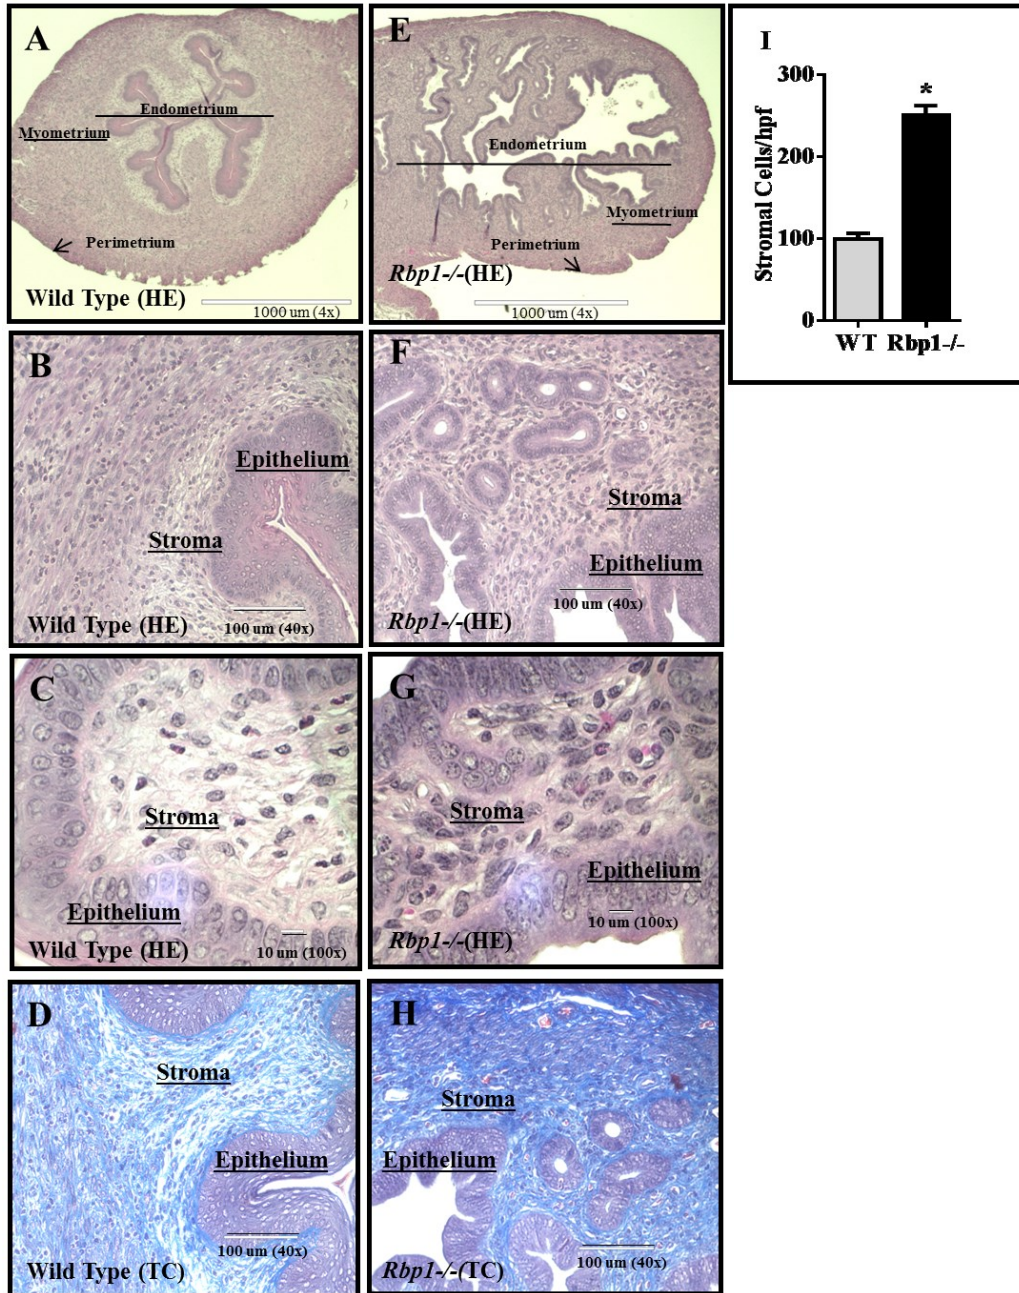 A
Endometrium
Myometrium
Perimetrium
Wild Type (HE)
1000 um (4x)
E
Endometrium
Myometrium
Perimetrium
Rbp1-/-(HE)
1000 um (4x)
I
300
200
100
0
Stromal Cells/hpf
*
WT Rbp1-/-
B
Epithelium
Stroma
100 um (40x)
Wild Type (HE)
F
Stroma
Epithelium
100 um (40x)
Rbp1-/-(HE)
C
Stroma
Epithelium
10 um (100x)
Wild Type (HE)
G
Stroma
Epithelium
10 um (100x)
Rbp1-/-(HE)
D
Stroma
Epithelium
100 um (40x)
Wild Type (TC)
H
Stroma
Epithelium
100 um (40x)
Rbp1-/-(TC)